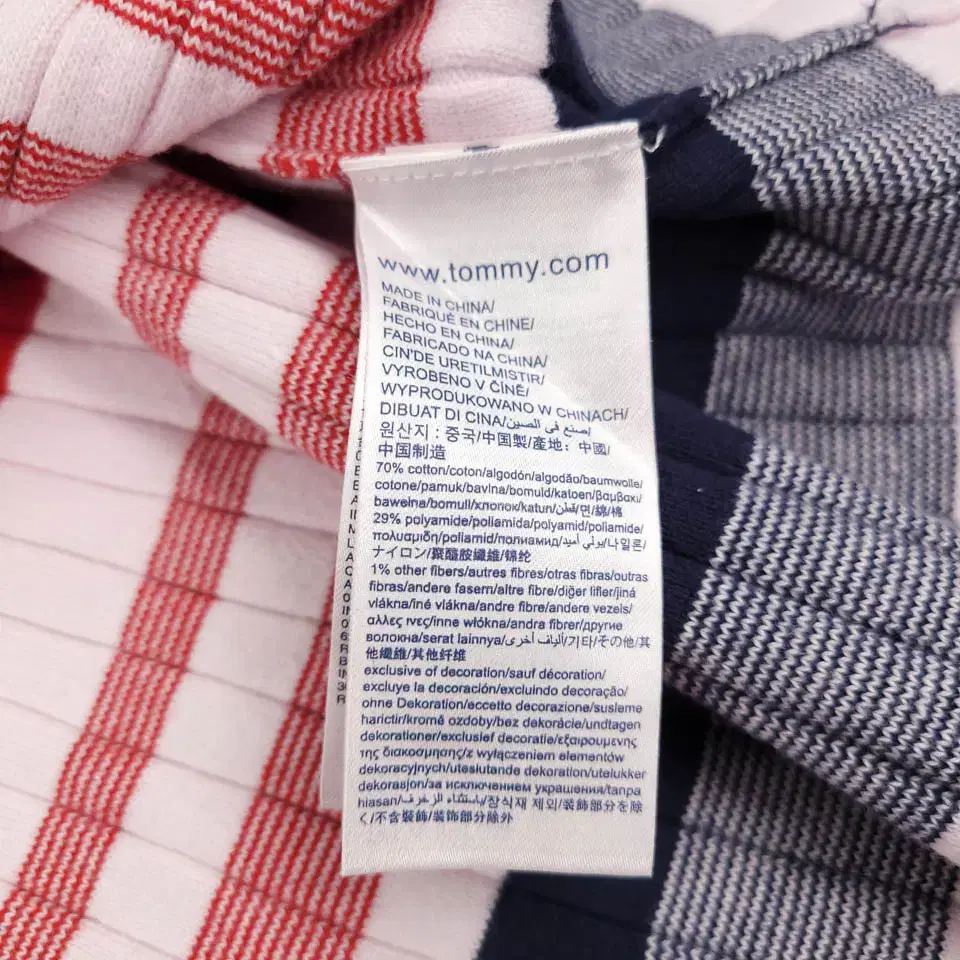 www.tommy.com
MADE IN CHINA/
FABRIQUÉ EN CHINE/
HECHO EN CHINA/
FABRICADO NA CHINA/
CIN'DE URETILMISTIR/
VYROBENO V ČÍNĚ/
WYPRODUKOWANO W CHINACH/
DIBUAT DI CINA/صنع في الصين/
원산지 : 중국/中国製/產地：中國/
中国制造
70% cotton/coton/algodón/algodão/baumwolle/
cotone/pamuk/bavlna/bomuld/katoen/βαμβακι/
bawełna/bomull/хлопок/katun/قطن/면/綿/棉
29% polyamide/poliamida/polyamid/poliamide/
πολυαμιδη/poliamid/полиамид/بولي أميد/나일론/
ナイロン/聚醯胺纖維/锦纶
1% other fibers/autres fibres/otras fibras/outras
fibras/andere fasern/altre fibre/diğer lifler/jiná
vlákna/iné vlákna/andre fibre/andere vezels/
αλλες ινες/inne włókna/andra fibrer/другие
волокна/serat lainnya/ألياف أخرى/기타/その他/其
他纖維/其他纤维
exclusive of decoration/sauf décoration/
excluye la decoración/excluindo decoração/
ohne Dekoration/eccetto decorazione/susleme
harictir/kromě ozdoby/bez dekorácie/undtagen
dekorationer/exclusief decoratie/εξαιρουμενης
της διακοσμησης/z wyłączeniem elementów
dekoracyjnych/uteslutande dekoration/utelukker
dekorasjon/за исключением украшения/tanpa
hiasan/باستثناء الزخرف/장식재 제외/装飾部分を除
く/不含裝飾/装饰部分除外